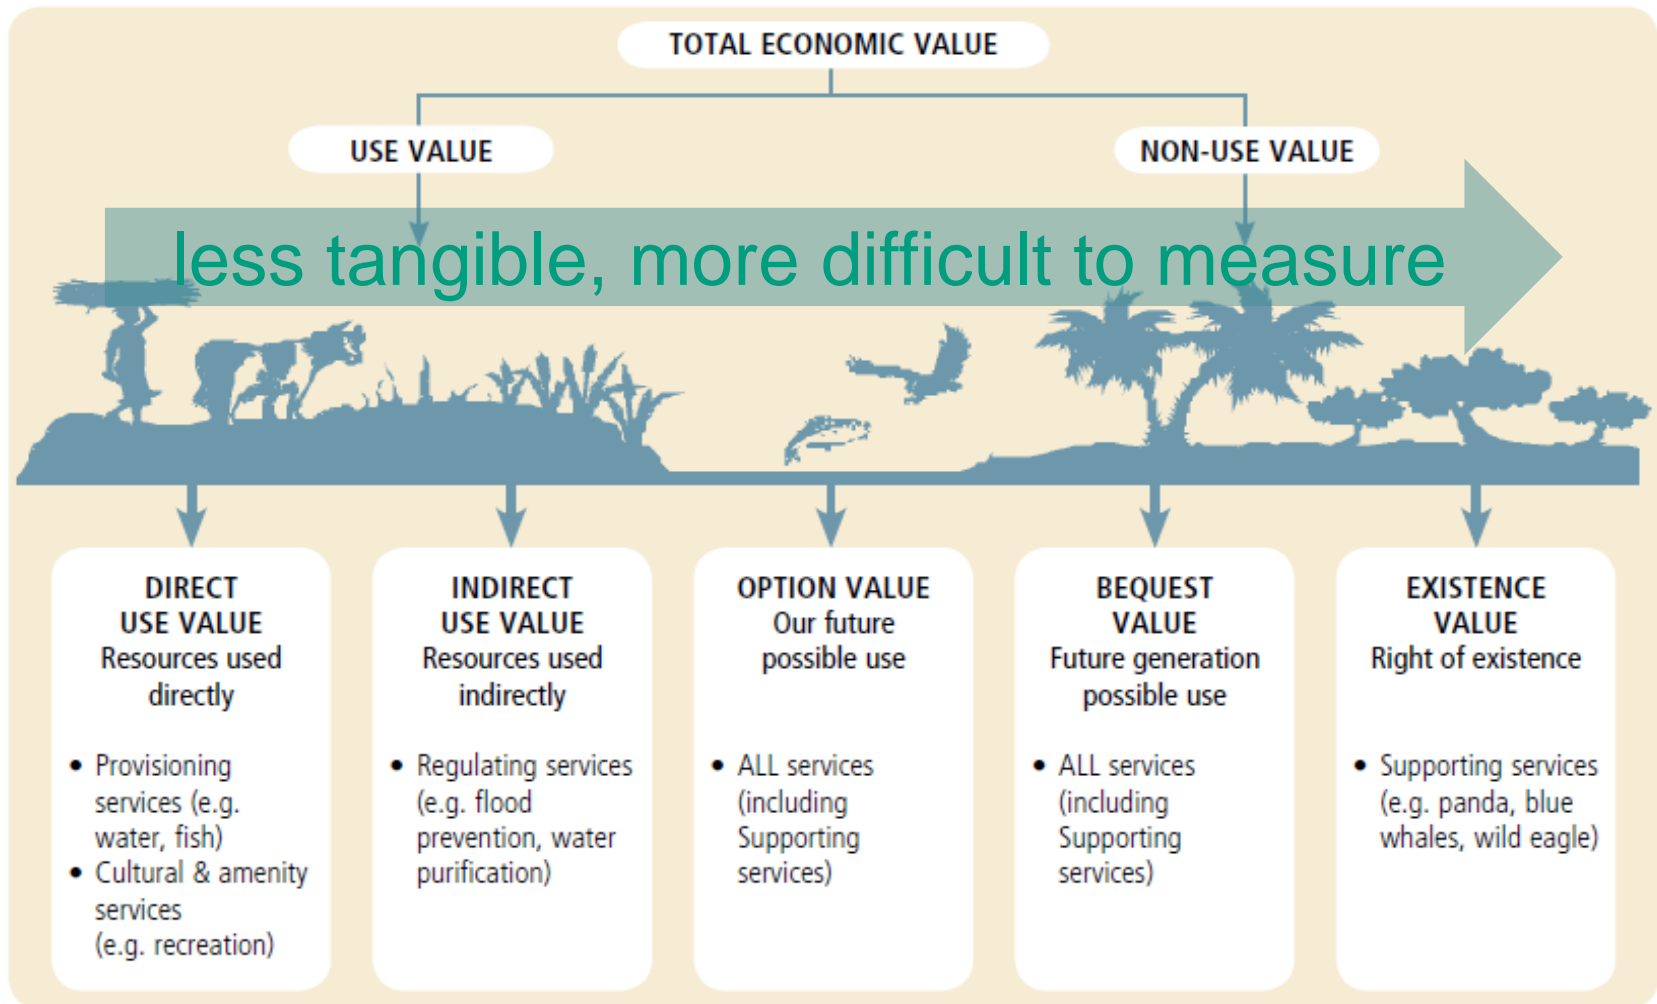 TOTAL ECONOMIC VALUE
USE VALUE
NON-USE VALUE
less tangible, more difficult to measure
DIRECT
USE VALUE
Resources used
directly
• Provisioning
services (e.g.
water, fish)
• Cultural & amenity
services
(e.g. recreation)
INDIRECT
USE VALUE
Resources used
indirectly
• Regulating services
(e.g. flood
prevention, water
purification)
OPTION VALUE
Our future
possible use
• ALL services
(including
Supporting
services)
BEQUEST
VALUE
Future generation
possible use
• ALL services
(including
Supporting
services)
EXISTENCE
VALUE
Right of existence
• Supporting services
(e.g. panda, blue
whales, wild eagle)